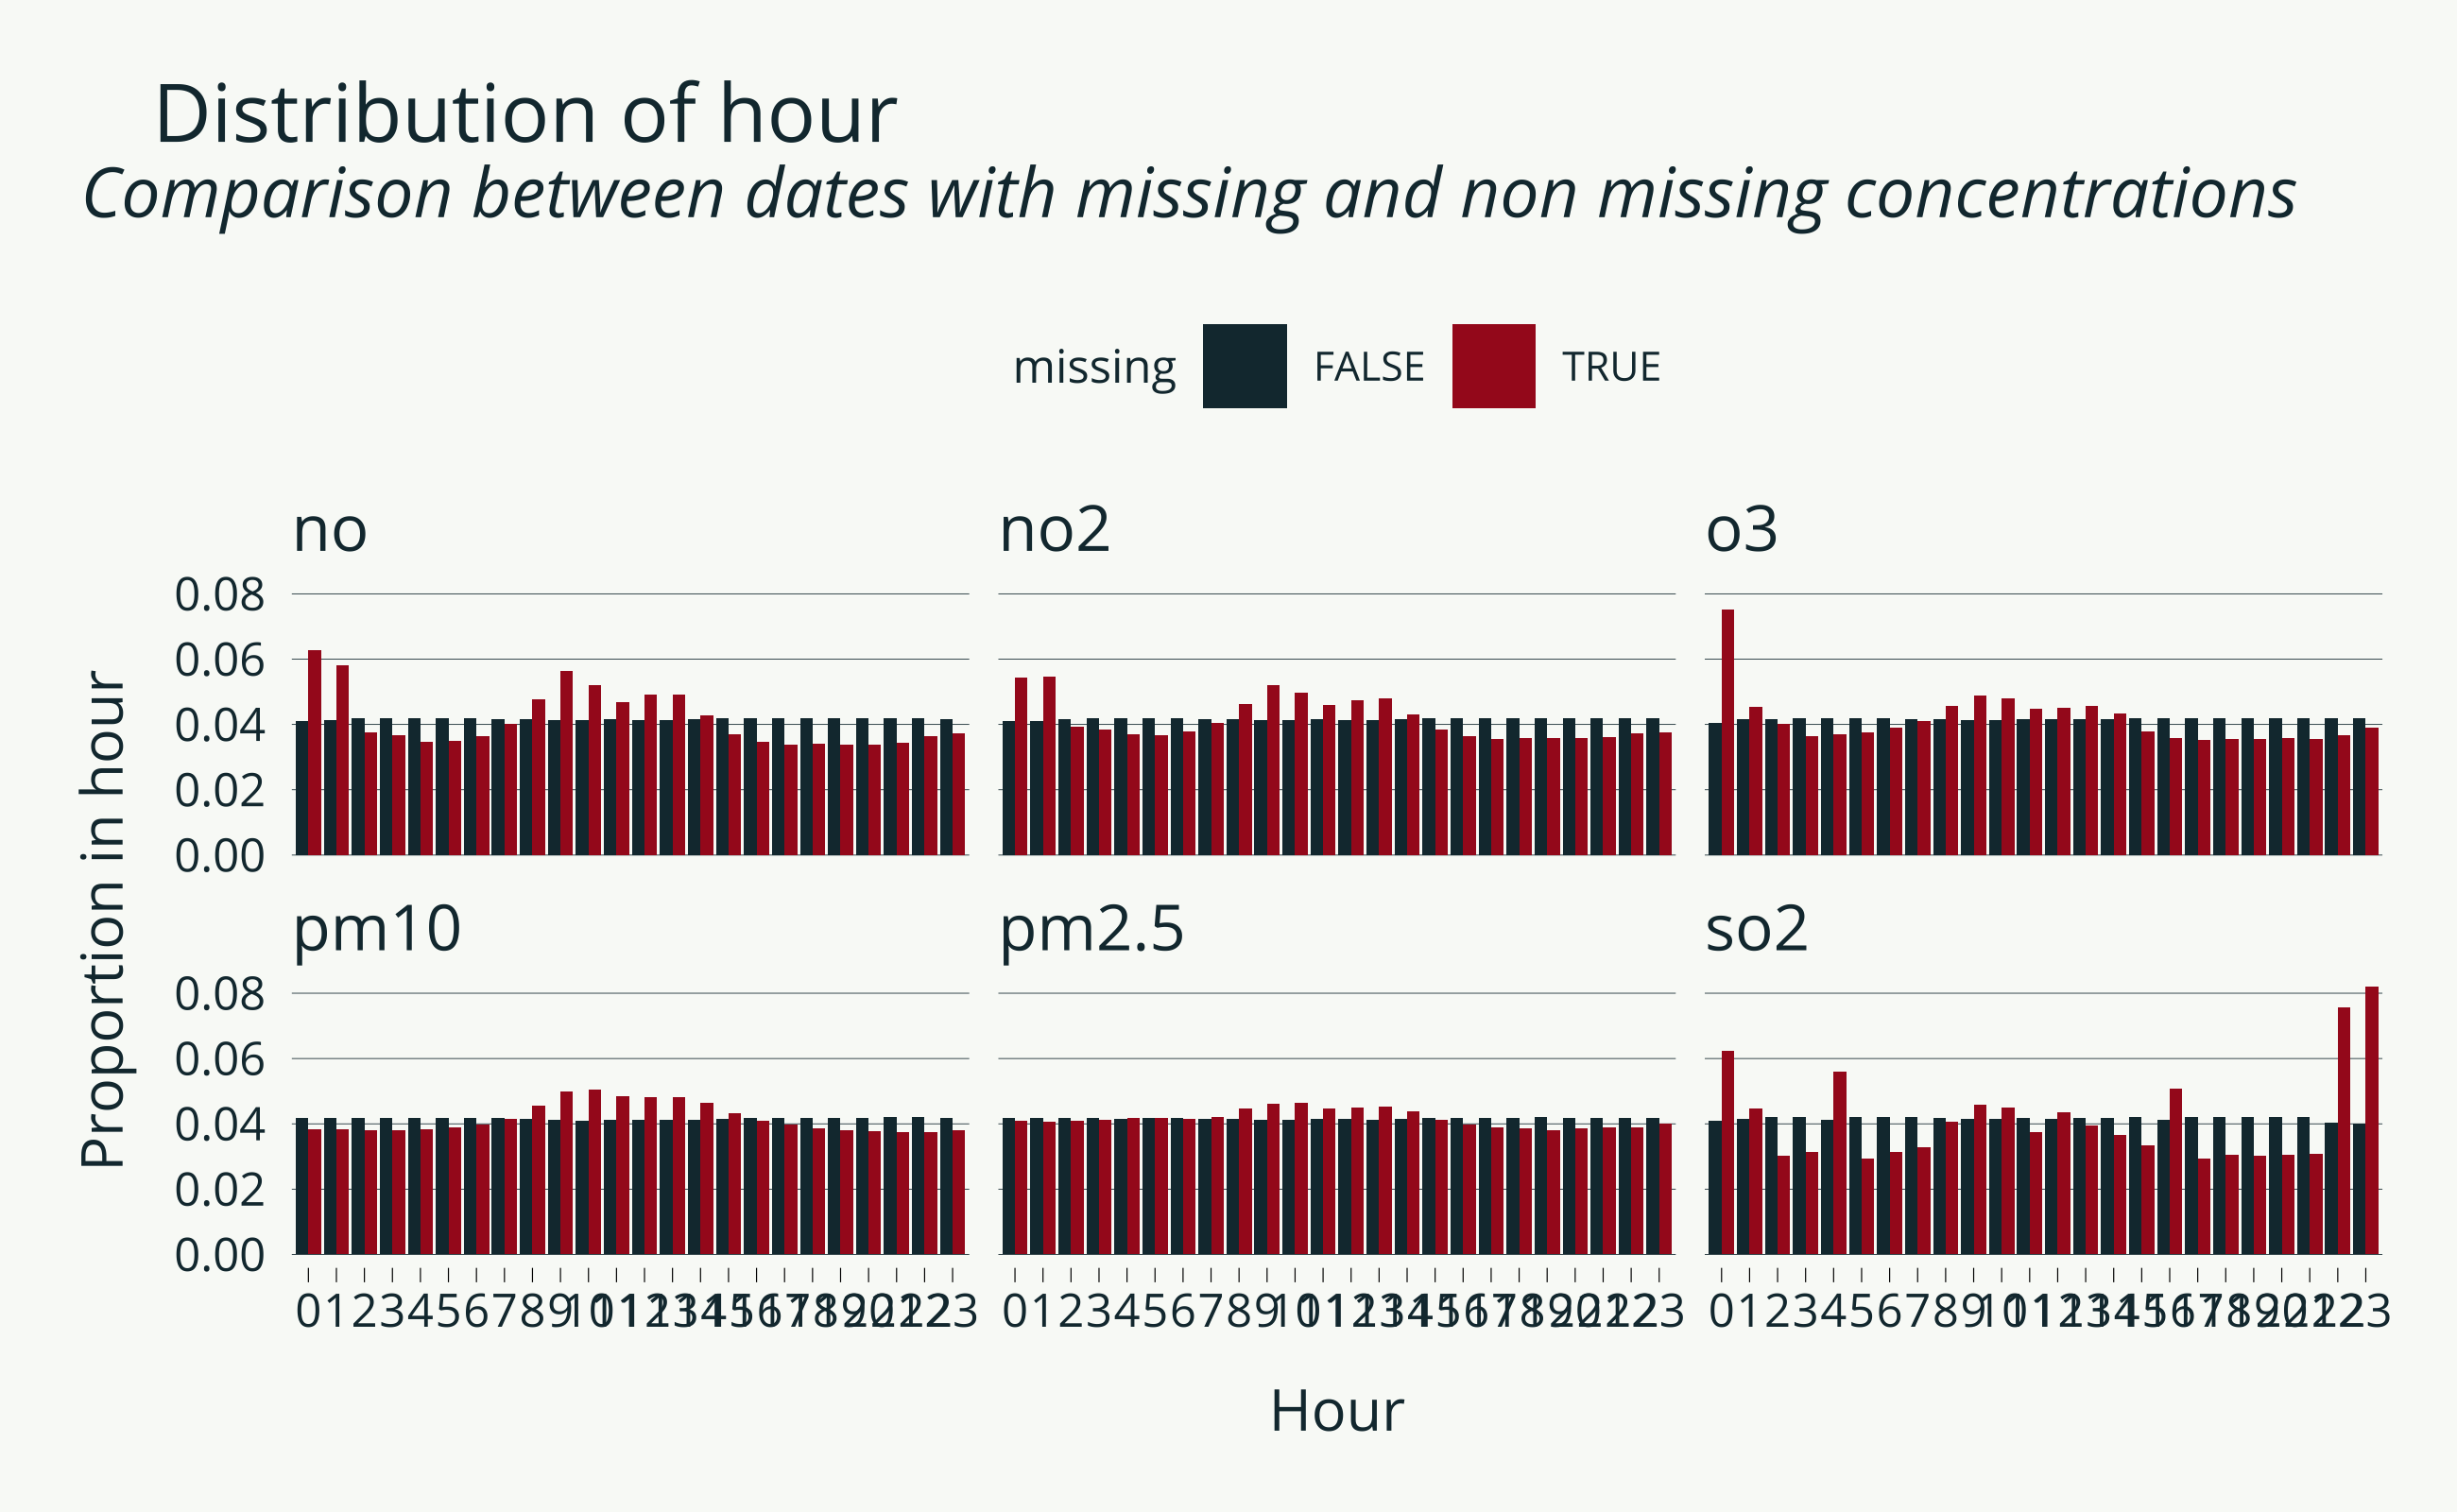 Distribution of hour
Comparison between dates with missing and non missing concentrations
missing FALSE TRUE
no no2 o3
0.08
0.06
0.04
0.02
0.00
pm10 pm2.5 so2
0.08
0.06
0.04
0.02
0.00
Proportion in hour
0 1 2 3 4 5 6 7 8 9 10 11 12 13 14 15 16 17 18 19 20 21 22 23 0 1 2 3 4 5 6 7 8 9 10 11 12 13 14 15 16 17 18 19 20 21 22 23 0 1 2 3 4 5 6 7 8 9 10 11 12 13 14 15 16 17 18 19 20 21 22 23
Hour